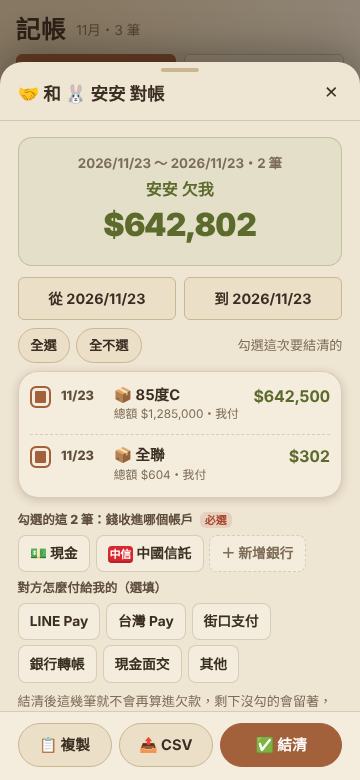 記帳 11月・3 筆
🤝 和 🐰 安安 對帳 ✕
2026/11/23 ～ 2026/11/23・2 筆
安安 欠我
$642,802
從 2026/11/23 到 2026/11/23
全選 全不選 勾選這次要結清的
11/23 📦 85度C $642,500
總額 $1,285,000・我付
11/23 📦 全聯 $302
總額 $604・我付
勾選的這 2 筆：錢收進哪個帳戶 必選
💵 現金 中信 中國信託 ＋ 新增銀行
對方怎麼付給我的（選填）
LINE Pay 台灣 Pay 街口支付
銀行轉帳 現金面交 其他
結清後這幾筆就不會再算進欠款，剩下沒勾的會留著，
📋 複製 📤 CSV ✅ 結清